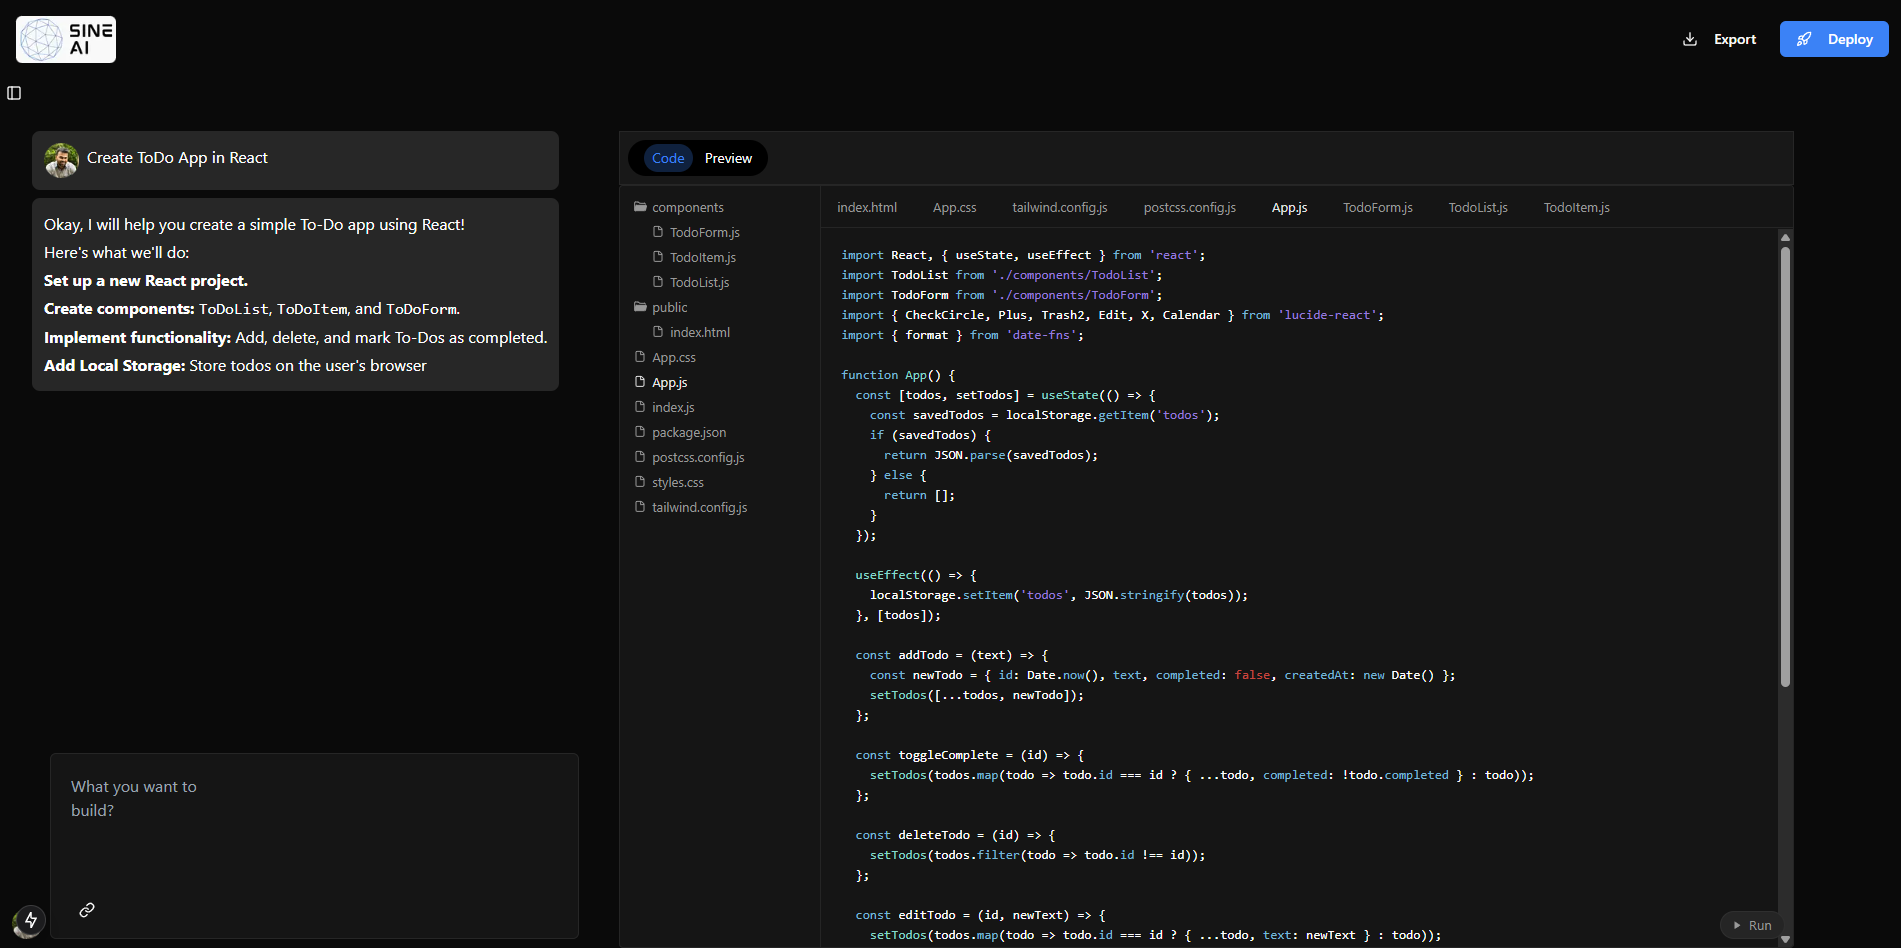 SINE
AI
Export
Deploy
Create ToDo App in React
Okay, I will help you create a simple To-Do app using React!
Here's what we'll do:
Set up a new React project.
Create components: ToDoList, ToDoItem, and ToDoForm.
Implement functionality: Add, delete, and mark To-Dos as completed.
Add Local Storage: Store todos on the user's browser
What you want to
build?
Code
Preview
components
TodoForm.js
TodoItem.js
TodoList.js
public
index.html
App.css
App.js
index.js
package.json
postcss.config.js
styles.css
tailwind.config.js
index.html App.css tailwind.config.js postcss.config.js App.js TodoForm.js TodoList.js TodoItem.js
import React, { useState, useEffect } from 'react';
import TodoList from './components/TodoList';
import TodoForm from './components/TodoForm';
import { CheckCircle, Plus, Trash2, Edit, X, Calendar } from 'lucide-react';
import { format } from 'date-fns';
function App() {
  const [todos, setTodos] = useState(() => {
    const savedTodos = localStorage.getItem('todos');
    if (savedTodos) {
      return JSON.parse(savedTodos);
    } else {
      return [];
    }
  });
  useEffect(() => {
    localStorage.setItem('todos', JSON.stringify(todos));
  }, [todos]);
  const addTodo = (text) => {
    const newTodo = { id: Date.now(), text, completed: false, createdAt: new Date() };
    setTodos([...todos, newTodo]);
  };
  const toggleComplete = (id) => {
    setTodos(todos.map(todo => todo.id === id ? { ...todo, completed: !todo.completed } : todo));
  };
  const deleteTodo = (id) => {
    setTodos(todos.filter(todo => todo.id !== id));
  };
  const editTodo = (id, newText) => {
    setTodos(todos.map(todo => todo.id === id ? { ...todo, text: newText } : todo));
Run